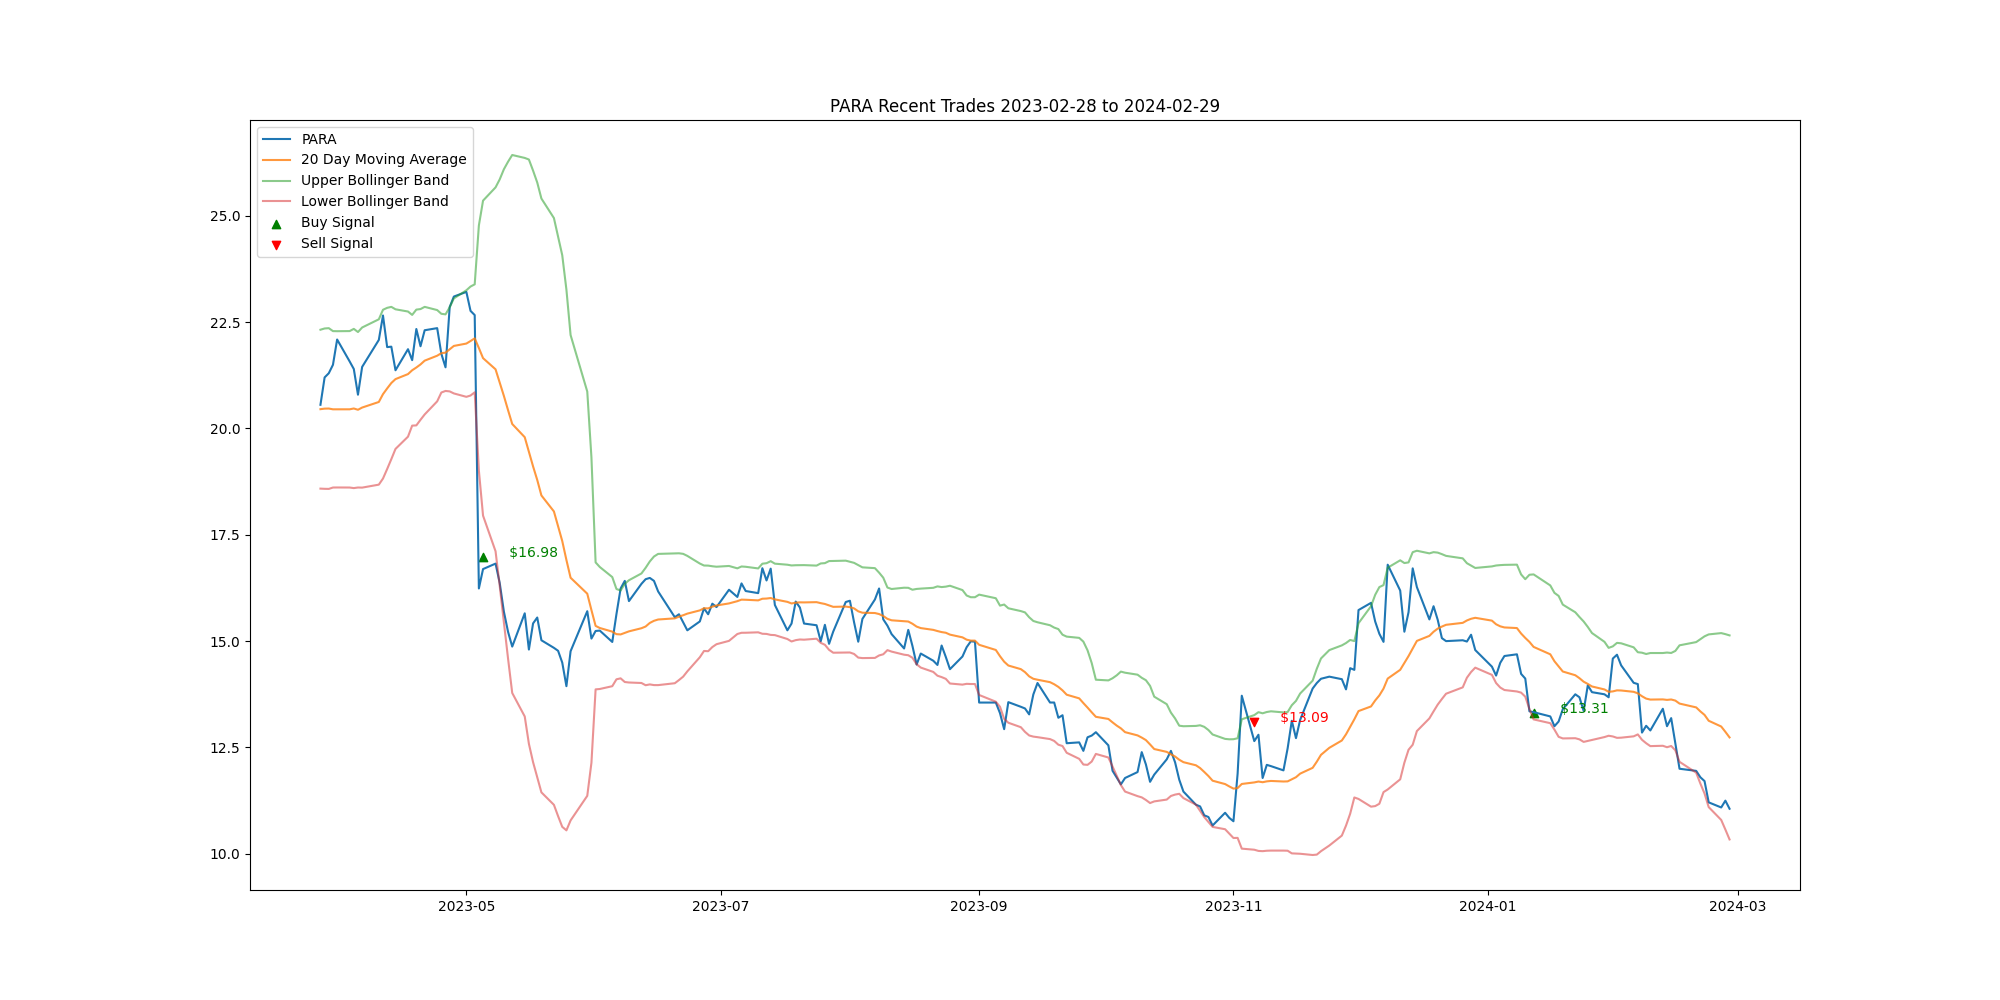 PARA Recent Trades 2023-02-28 to 2024-02-29
PARA
20 Day Moving Average
Upper Bollinger Band
Lower Bollinger Band
Buy Signal
Sell Signal
25.0
22.5
20.0
17.5
15.0
12.5
10.0
$16.98
$13.09
$13.31
2023-05
2023-07
2023-09
2023-11
2024-01
2024-03